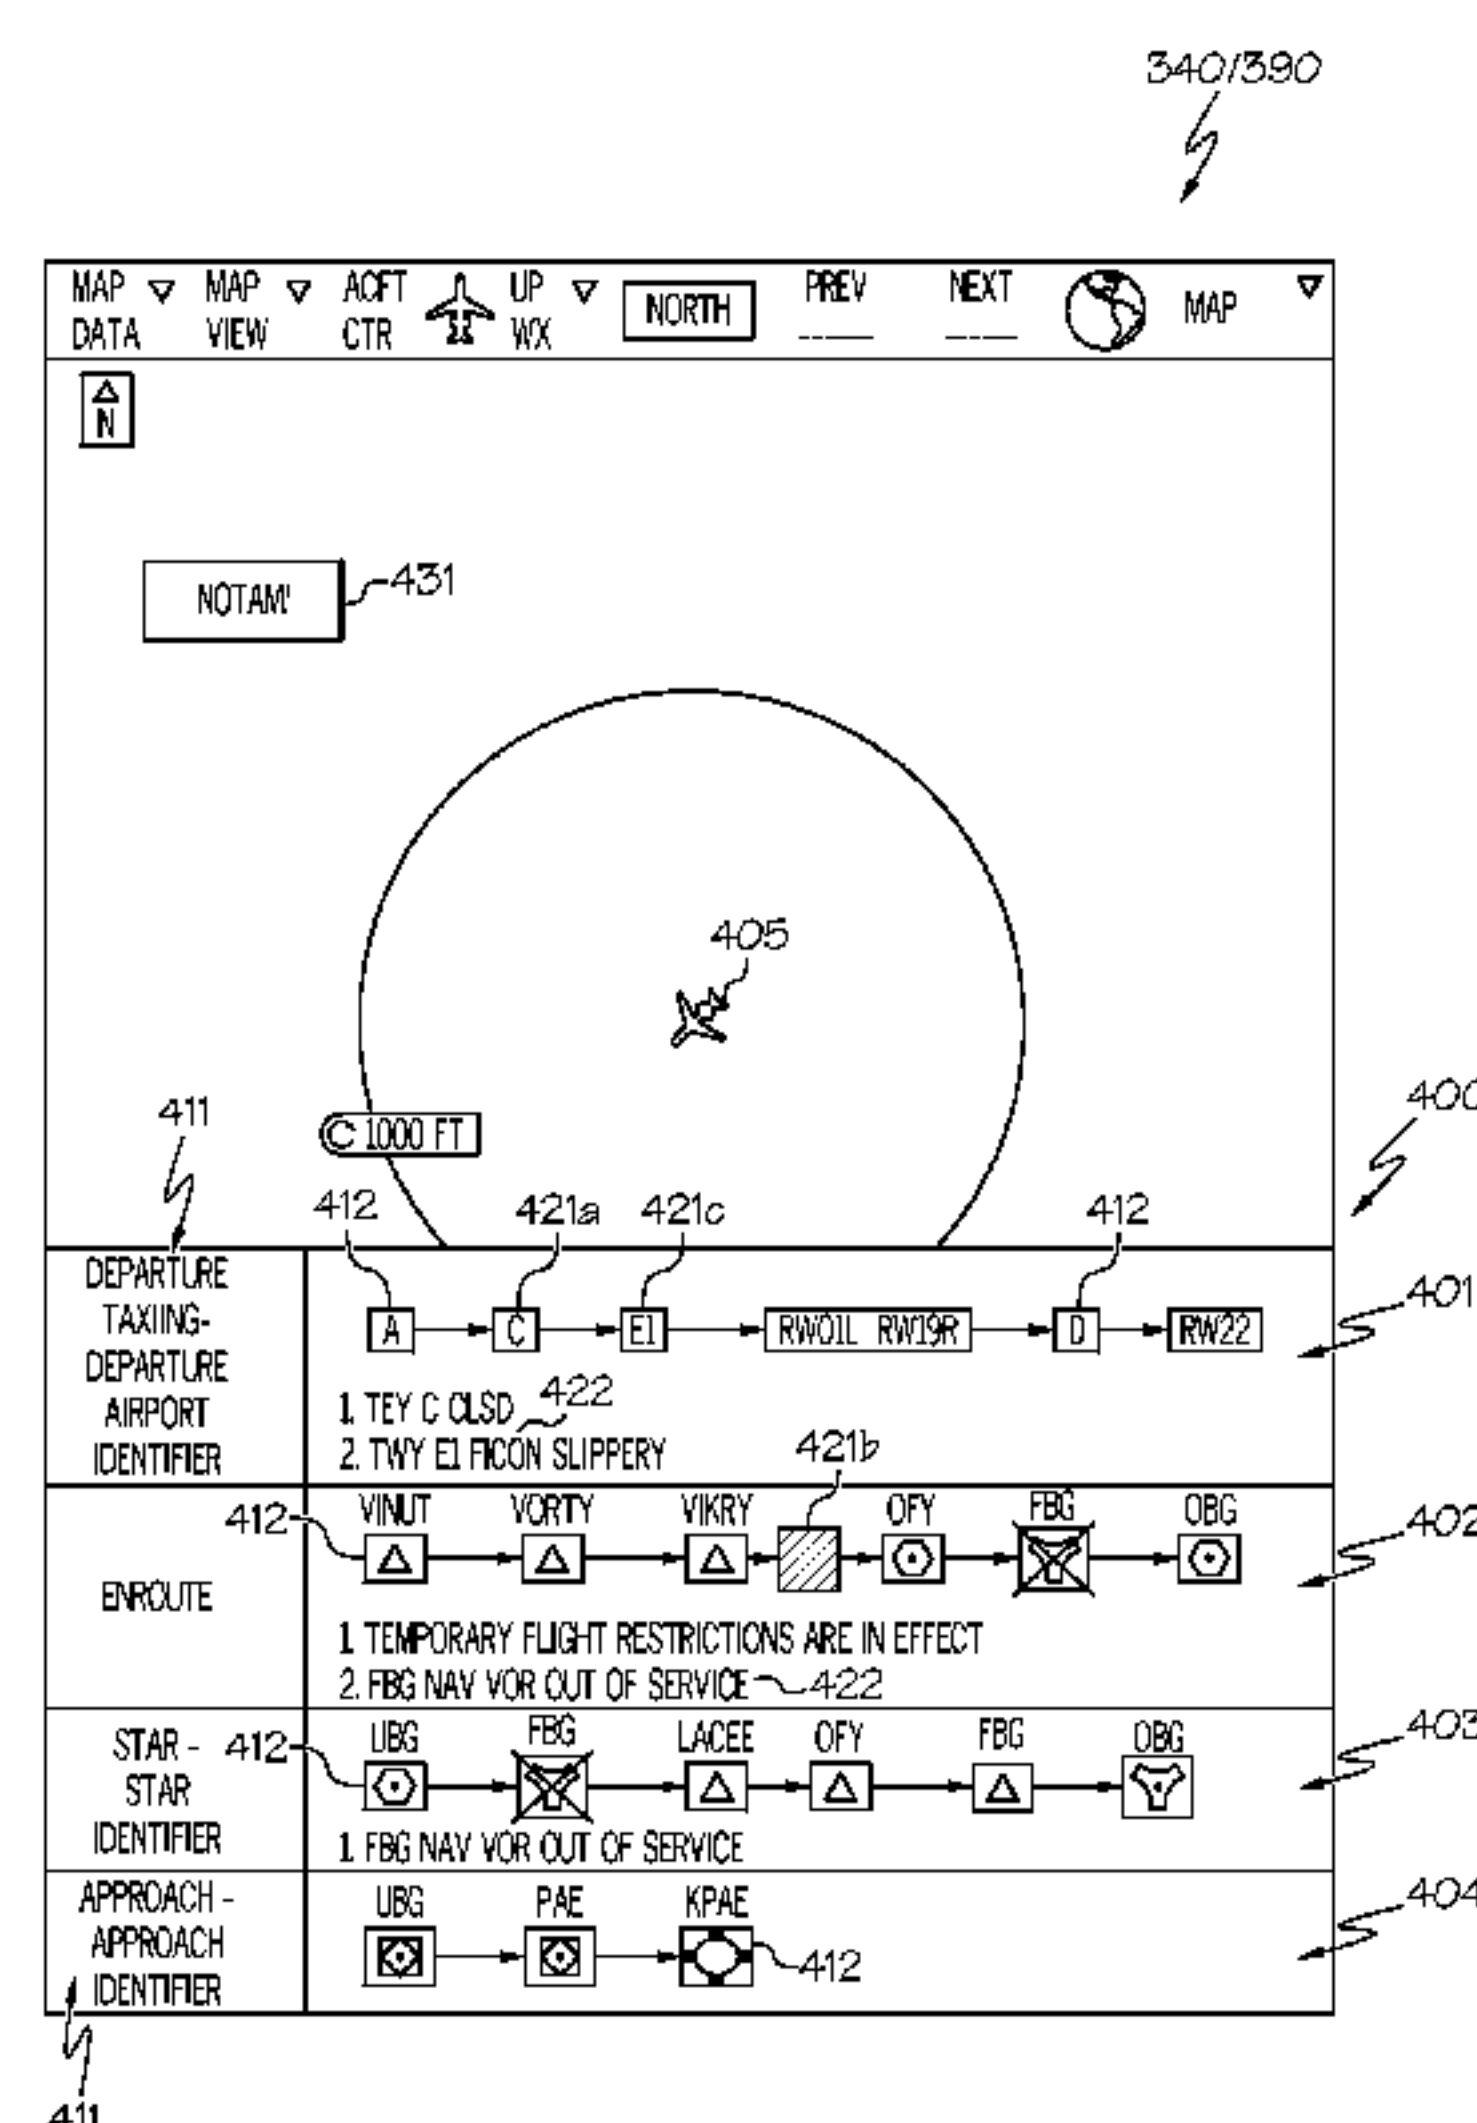 340/390
MAP DATA
MAP VIEW
ACFT CTR
UP WX
NORTH
PREV
NEXT
MAP
N
NOTAM'
431
405
C 1000 FT
411
400
412 421a 421c 412
DEPARTURE
TAXIING-
DEPARTURE
AIRPORT
IDENTIFIER
A C E1 RW01L RW19R D RW22
401
1. TEY C CLSD
422
2. TWY E1 FICON SLIPPERY
421b
ENROUTE
412
VINUT VORTY VIKRY OFY FBG OBG
402
1. TEMPORARY FLIGHT RESTRICTIONS ARE IN EFFECT
2. FBG NAV VOR OUT OF SERVICE 422
STAR -
STAR
IDENTIFIER
412
UBG FBG LACEE OFY FBG OBG
403
1. FBG NAV VOR OUT OF SERVICE
APPROACH -
APPROACH
IDENTIFIER
UBG PAE KPAE
412
404
411